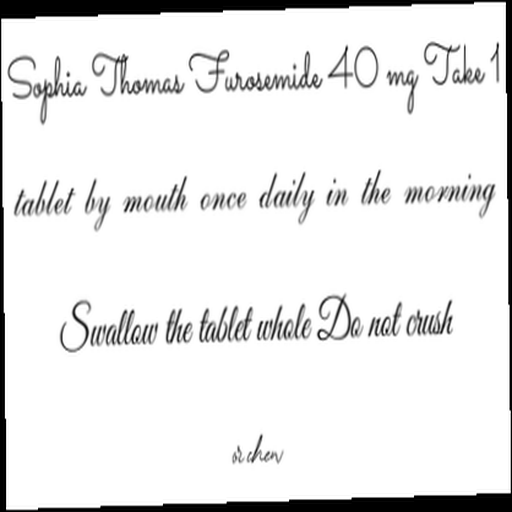 Sophia Thomas Furosemide 40 mg Take 1
tablet by mouth once daily in the morning
Swallow the tablet whole Do not crush
or chew